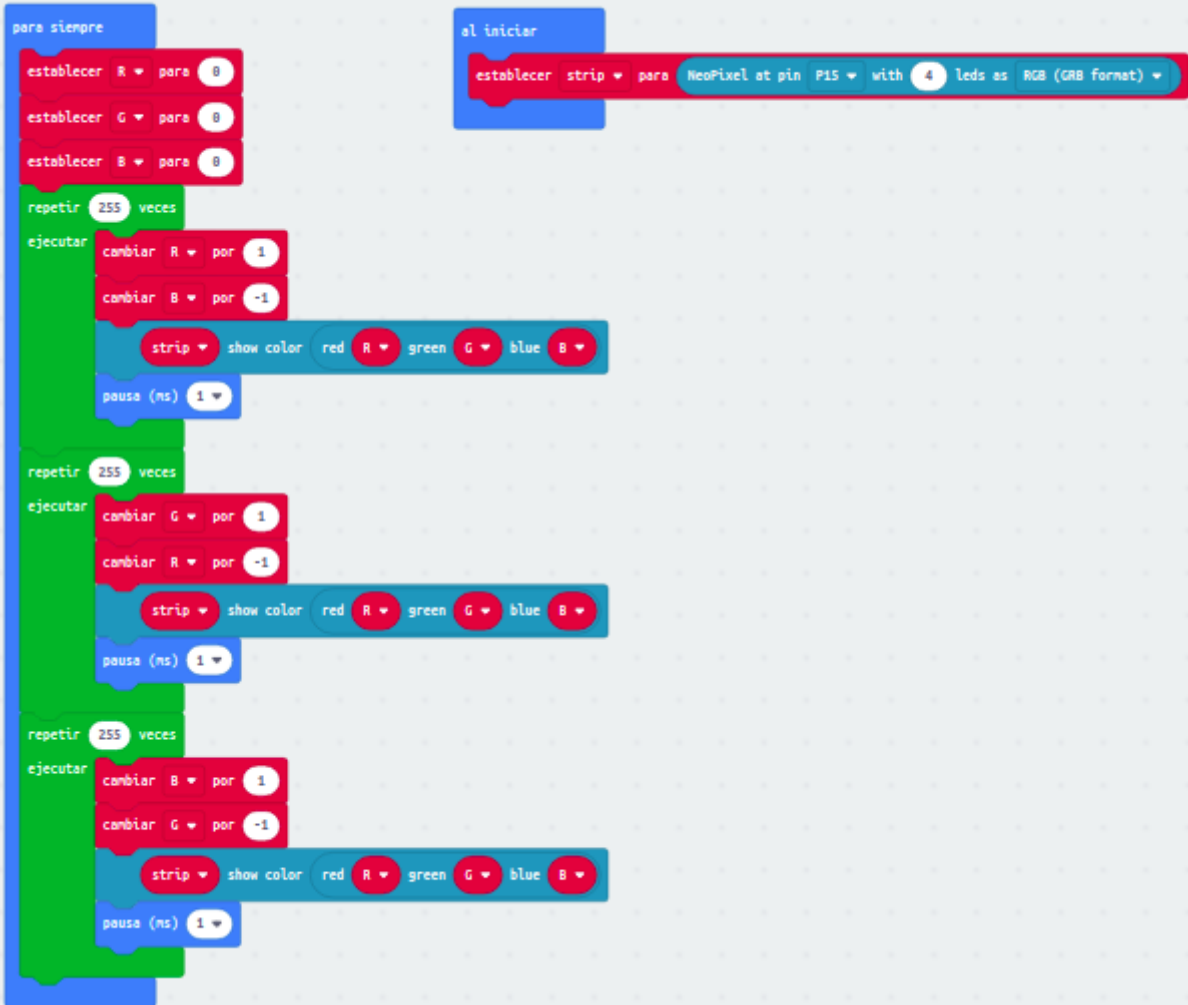 para siempre
establecer R para 0
establecer G para 0
establecer B para 0
repetir 255 veces
ejecutar
cambiar R por 1
cambiar B por -1
strip show color red R green G blue B
pausa (ms) 1
repetir 255 veces
ejecutar
cambiar G por 1
cambiar R por -1
strip show color red R green G blue B
pausa (ms) 1
repetir 255 veces
ejecutar
cambiar B por 1
cambiar G por -1
strip show color red R green G blue B
pausa (ms) 1
al iniciar
establecer strip para NeoPixel at pin P15 with 4 leds as RGB (GRB format)